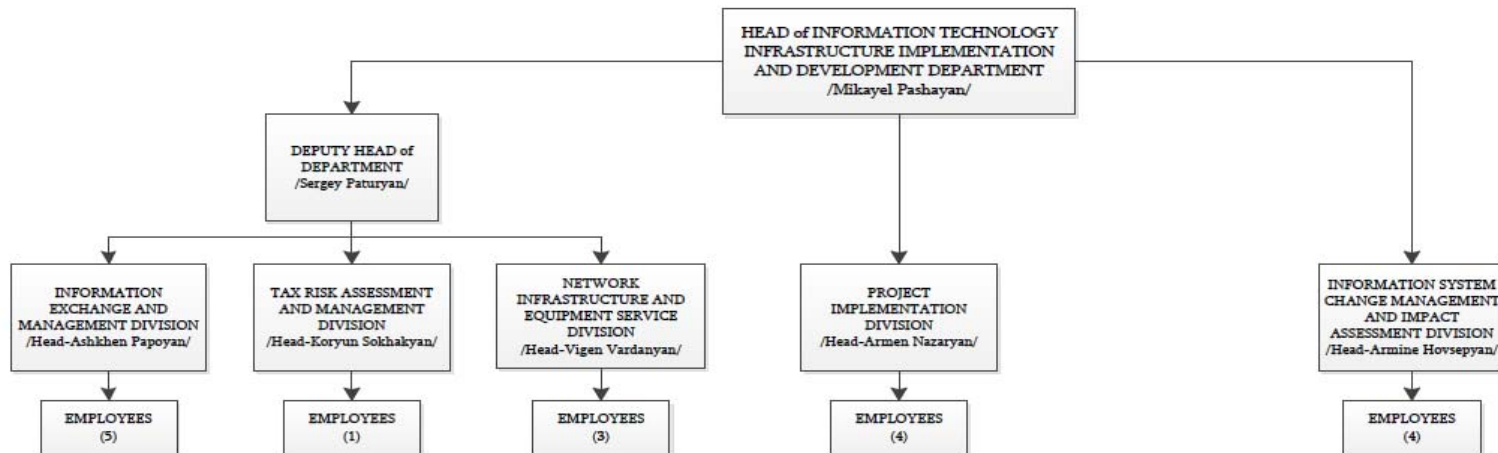 HEAD of INFORMATION TECHNOLOGY
INFRASTRUCTURE IMPLEMENTATION
AND DEVELOPMENT DEPARTMENT
/Mikayel Pashayan/
DEPUTY HEAD of
DEPARTMENT
/Sergey Paturyan/
INFORMATION
EXCHANGE AND
MANAGEMENT DIVISION
/Head-Ashkhen Papoyan/
TAX RISK ASSESSMENT
AND MANAGEMENT
DIVISION
/Head-Koryun Sokhakyan/
NETWORK
INFRASTRUCTURE AND
EQUIPMENT SERVICE
DIVISION
/Head-Vigen Vardanyan/
PROJECT
IMPLEMENTATION
DIVISION
/Head-Armen Nazaryan/
INFORMATION SYSTEM
CHANGE MANAGEMENT
AND IMPACT
ASSESSMENT DIVISION
/Head-Armine Hovsepyan/
EMPLOYEES
(5)
EMPLOYEES
(1)
EMPLOYEES
(3)
EMPLOYEES
(4)
EMPLOYEES
(4)